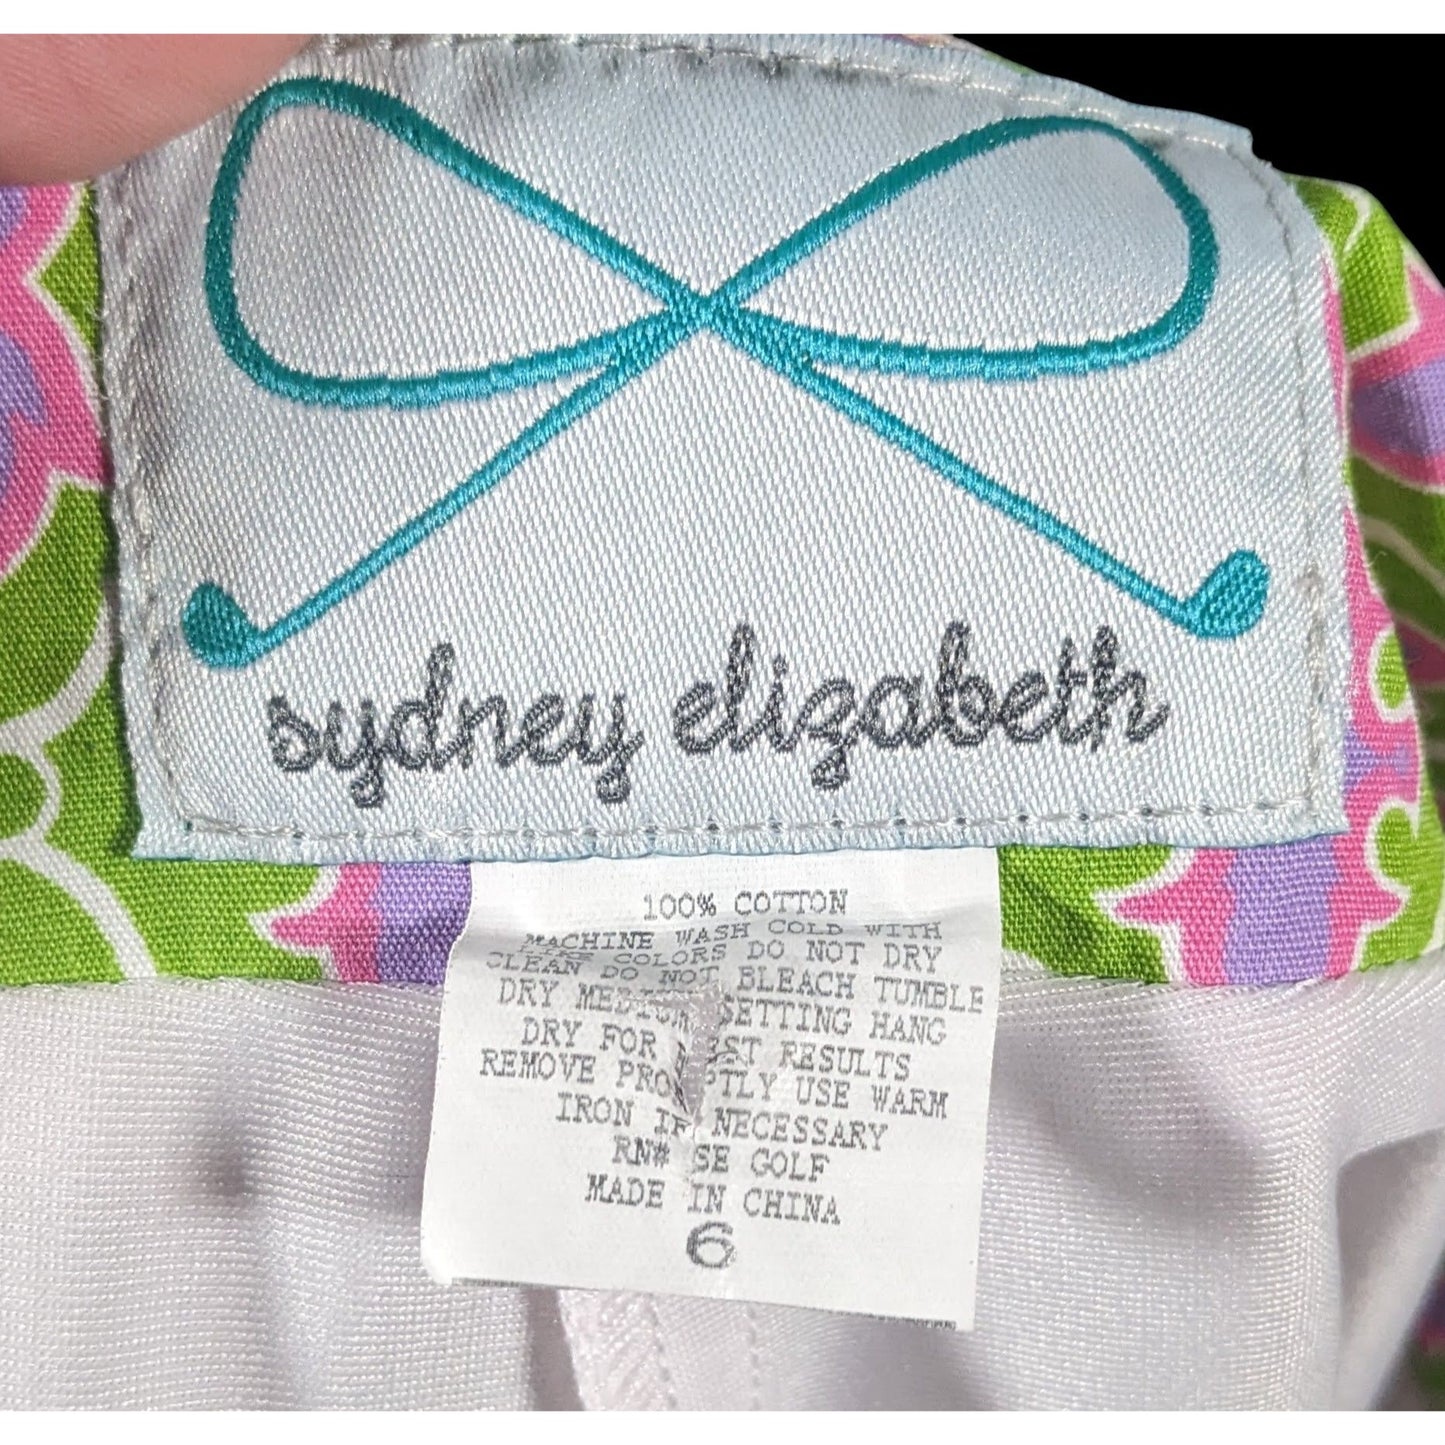 sydney elizabeth
100% COTTON
MACHINE WASH COLD WITH
LIKE COLORS DO NOT DRY
CLEAN DO NOT BLEACH TUMBLE
DRY MEDIUM SETTING HANG
DRY FOR BEST RESULTS
REMOVE PROMPTLY USE WARM
IRON IF NECESSARY
RN# SE GOLF
MADE IN CHINA
6